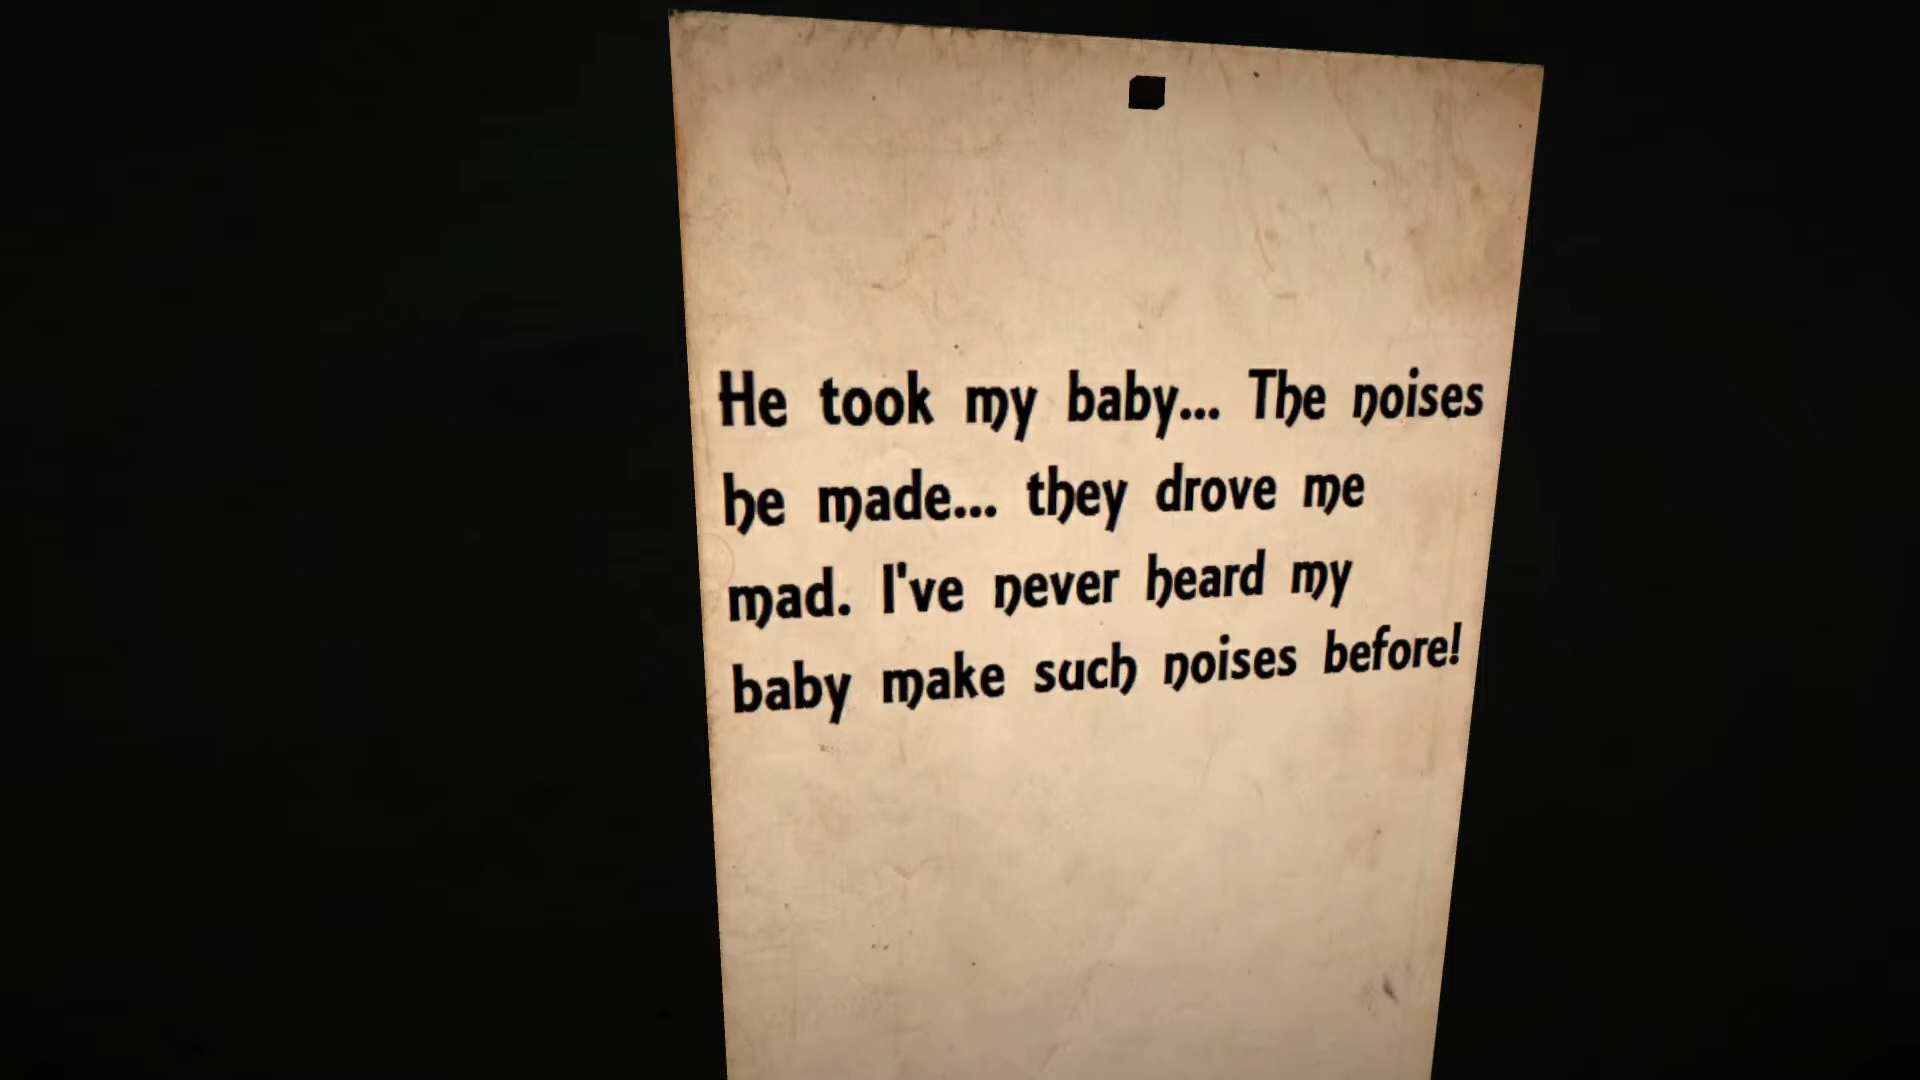 He took my baby... The noises
he made... they drove me
mad. I've never heard my
baby make such noises before!